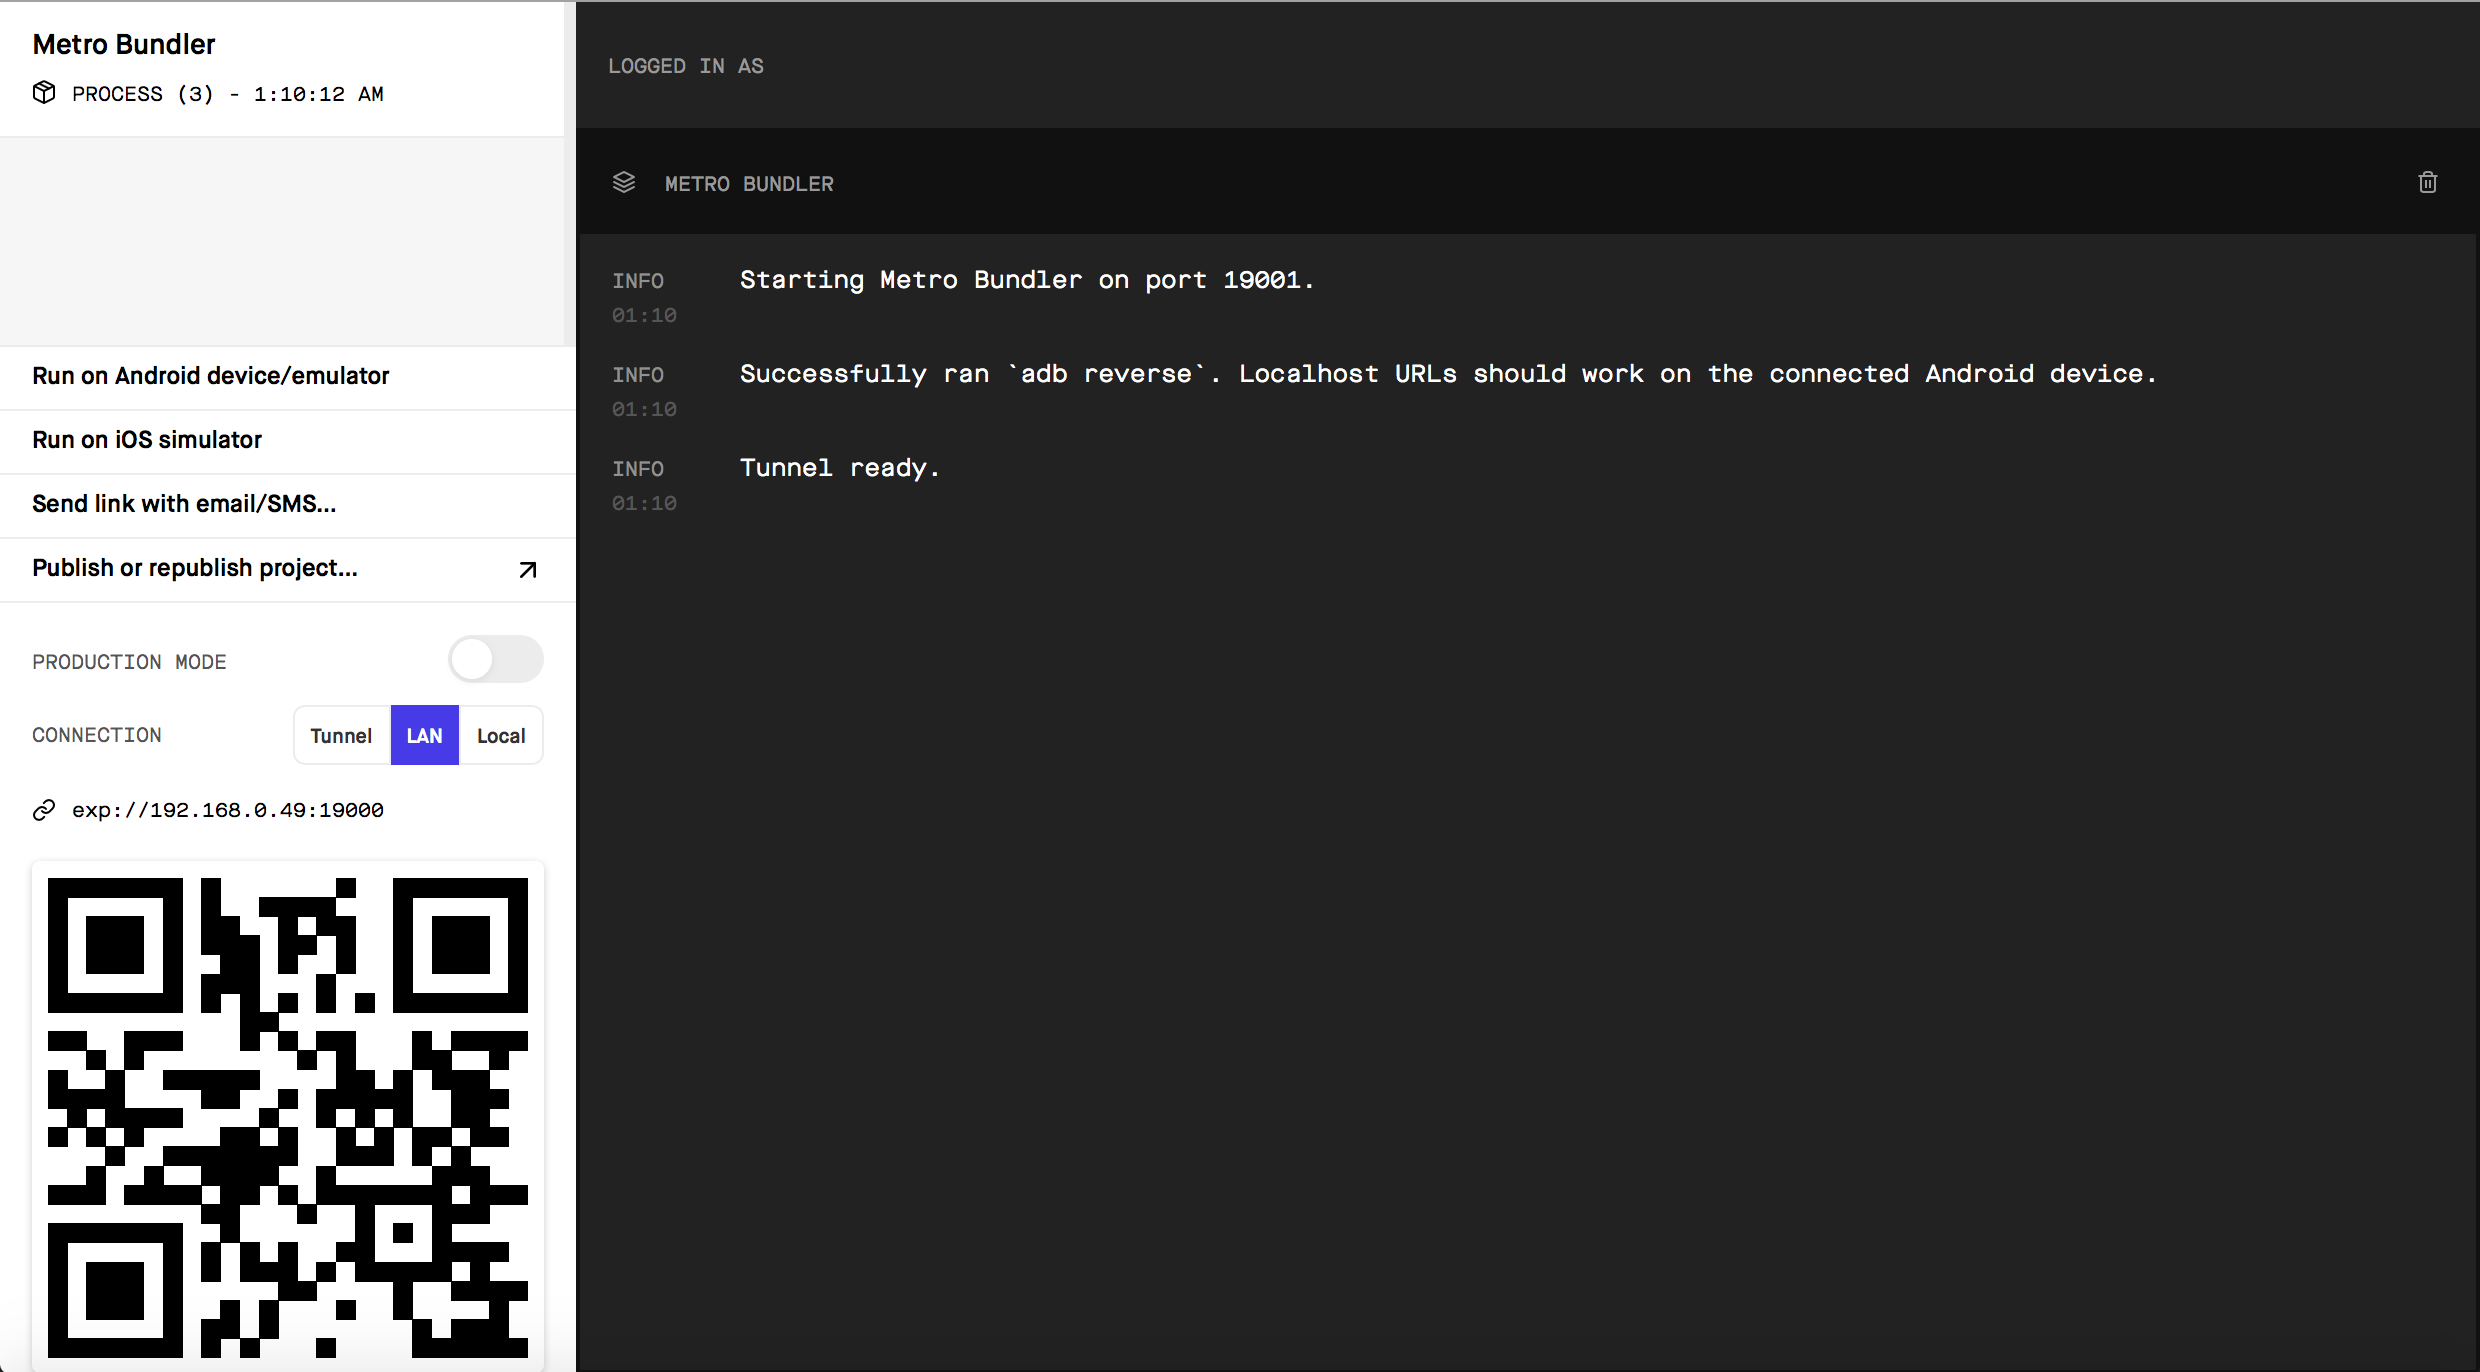 Metro Bundler
PROCESS (3) - 1:10:12 AM
Run on Android device/emulator
Run on iOS simulator
Send link with email/SMS...
Publish or republish project...
PRODUCTION MODE
CONNECTION
Tunnel LAN Local
exp://192.168.0.49:19000
LOGGED IN AS
METRO BUNDLER
INFO Starting Metro Bundler on port 19001.
01:10
INFO Successfully ran `adb reverse`. Localhost URLs should work on the connected Android device.
01:10
INFO Tunnel ready.
01:10